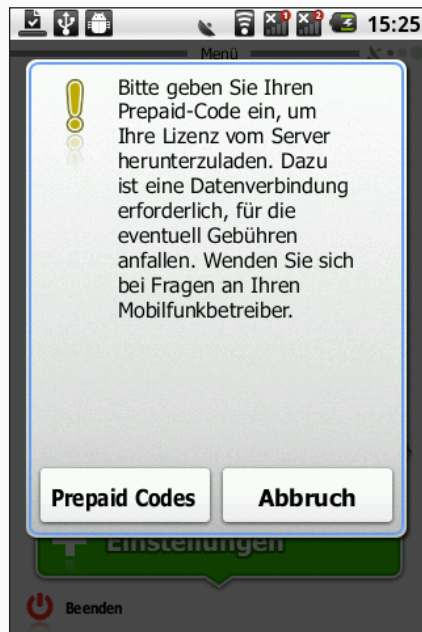 15:25
Menü
Bitte geben Sie Ihren
Prepaid-Code ein, um
Ihre Lizenz vom Server
herunterzuladen. Dazu
ist eine Datenverbindung
erforderlich, für die
eventuell Gebühren
anfallen. Wenden Sie sich
bei Fragen an Ihren
Mobilfunkbetreiber.
Prepaid Codes Abbruch
Einstellungen
Beenden